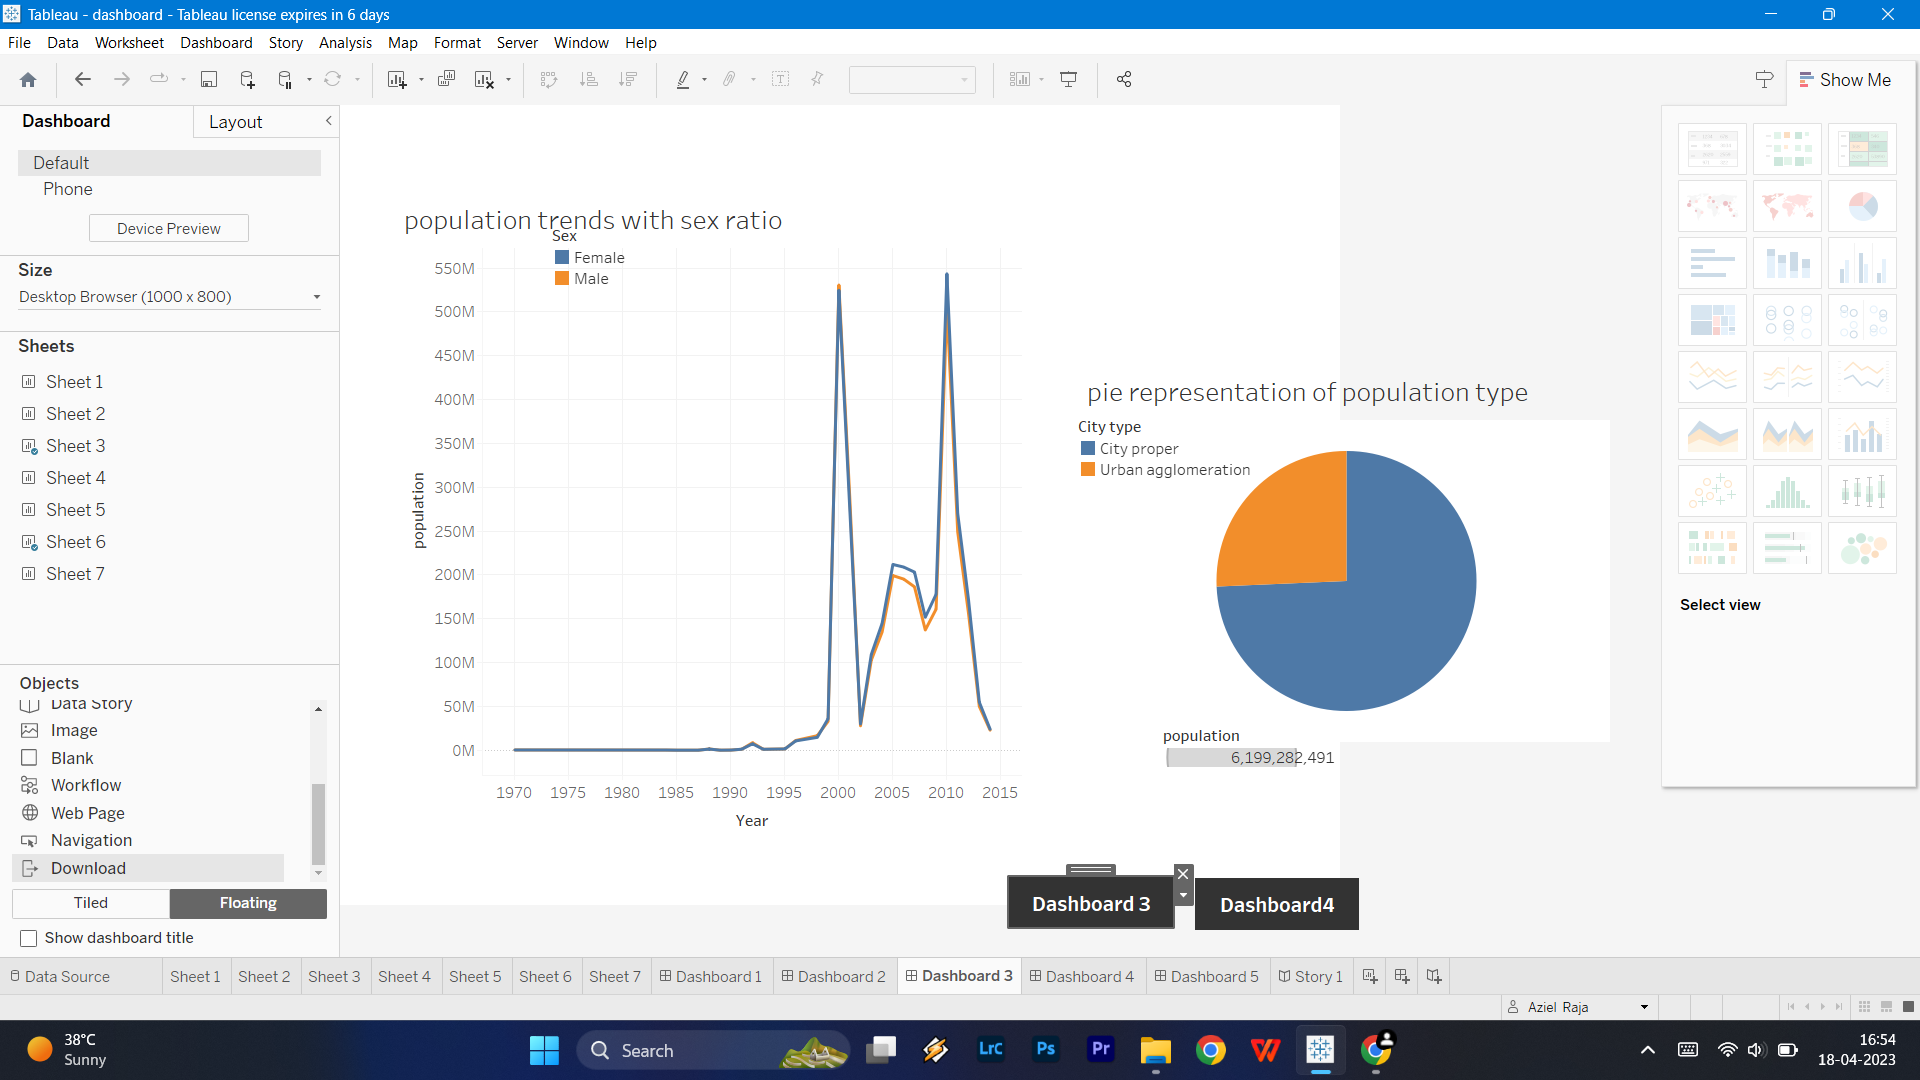 Tableau - dashboard - Tableau license expires in 6 days
File Data Worksheet Dashboard Story Analysis Map Format Server Window Help
Show Me
Dashboard
Layout
Default
Phone
Device Preview
Size
Desktop Browser (1000 x 800)
Sheets
Sheet 1
Sheet 2
Sheet 3
Sheet 4
Sheet 5
Sheet 6
Sheet 7
Objects
Data Story
Image
Blank
Workflow
Web Page
Navigation
Download
Tiled
Floating
Show dashboard title
population trends with sex ratio
Sex
Female
Male
550M
500M
450M
400M
350M
300M
250M
200M
150M
100M
50M
0M
population
1970 1975 1980 1985 1990 1995 2000 2005 2010 2015
Year
pie representation of population type
City type
City proper
Urban agglomeration
population
6,199,282,491
Dashboard 3
Dashboard4
Select view
Data Source Sheet 1 Sheet 2 Sheet 3 Sheet 4 Sheet 5 Sheet 6 Sheet 7 Dashboard 1 Dashboard 2 Dashboard 3 Dashboard 4 Dashboard 5 Story 1
Aziel Raja
38°C
Sunny
Search
LrC
Ps
Pr
16:54
18-04-2023